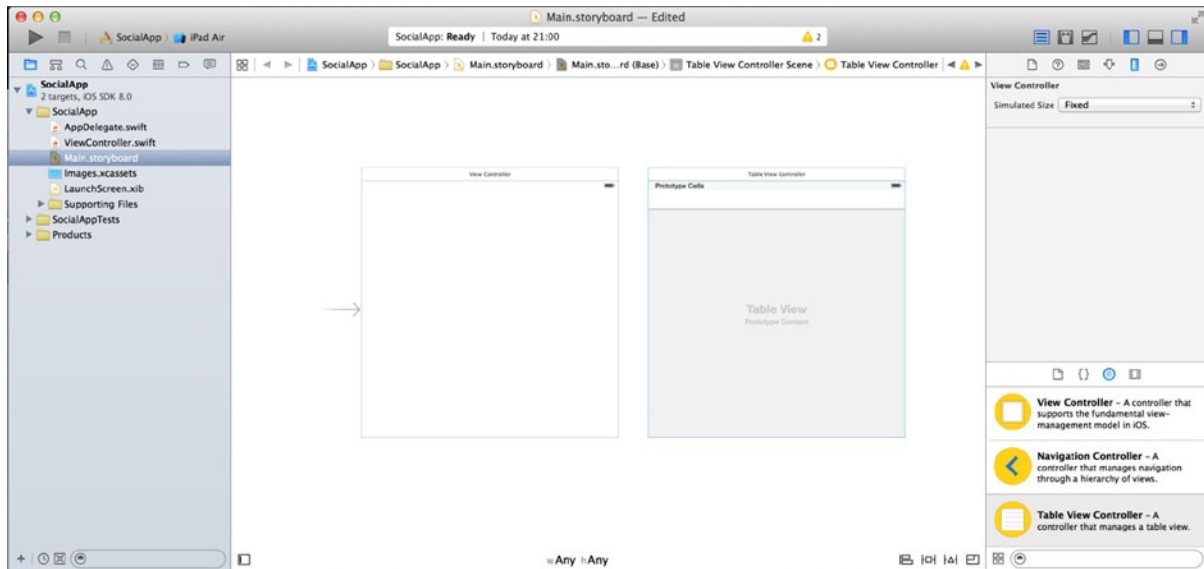 Main.storyboard — Edited
SocialApp
iPad Air
SocialApp: Ready | Today at 21:00
2
SocialApp
SocialApp
Main.storyboard
Main.sto...rd (Base)
Table View Controller Scene
Table View Controller
SocialApp
2 targets, iOS SDK 8.0
SocialApp
AppDelegate.swift
ViewController.swift
Main.storyboard
Images.xcassets
LaunchScreen.xib
Supporting Files
SocialAppTests
Products
View Controller
Table View Controller
Prototype Cells
Table View
Prototype Content
wAny hAny
View Controller
Simulated Size
Fixed
{}
View Controller – A controller that
supports the fundamental view-
management model in iOS.
Navigation Controller – A
controller that manages navigation
through a hierarchy of views.
Table View Controller – A
controller that manages a table view.